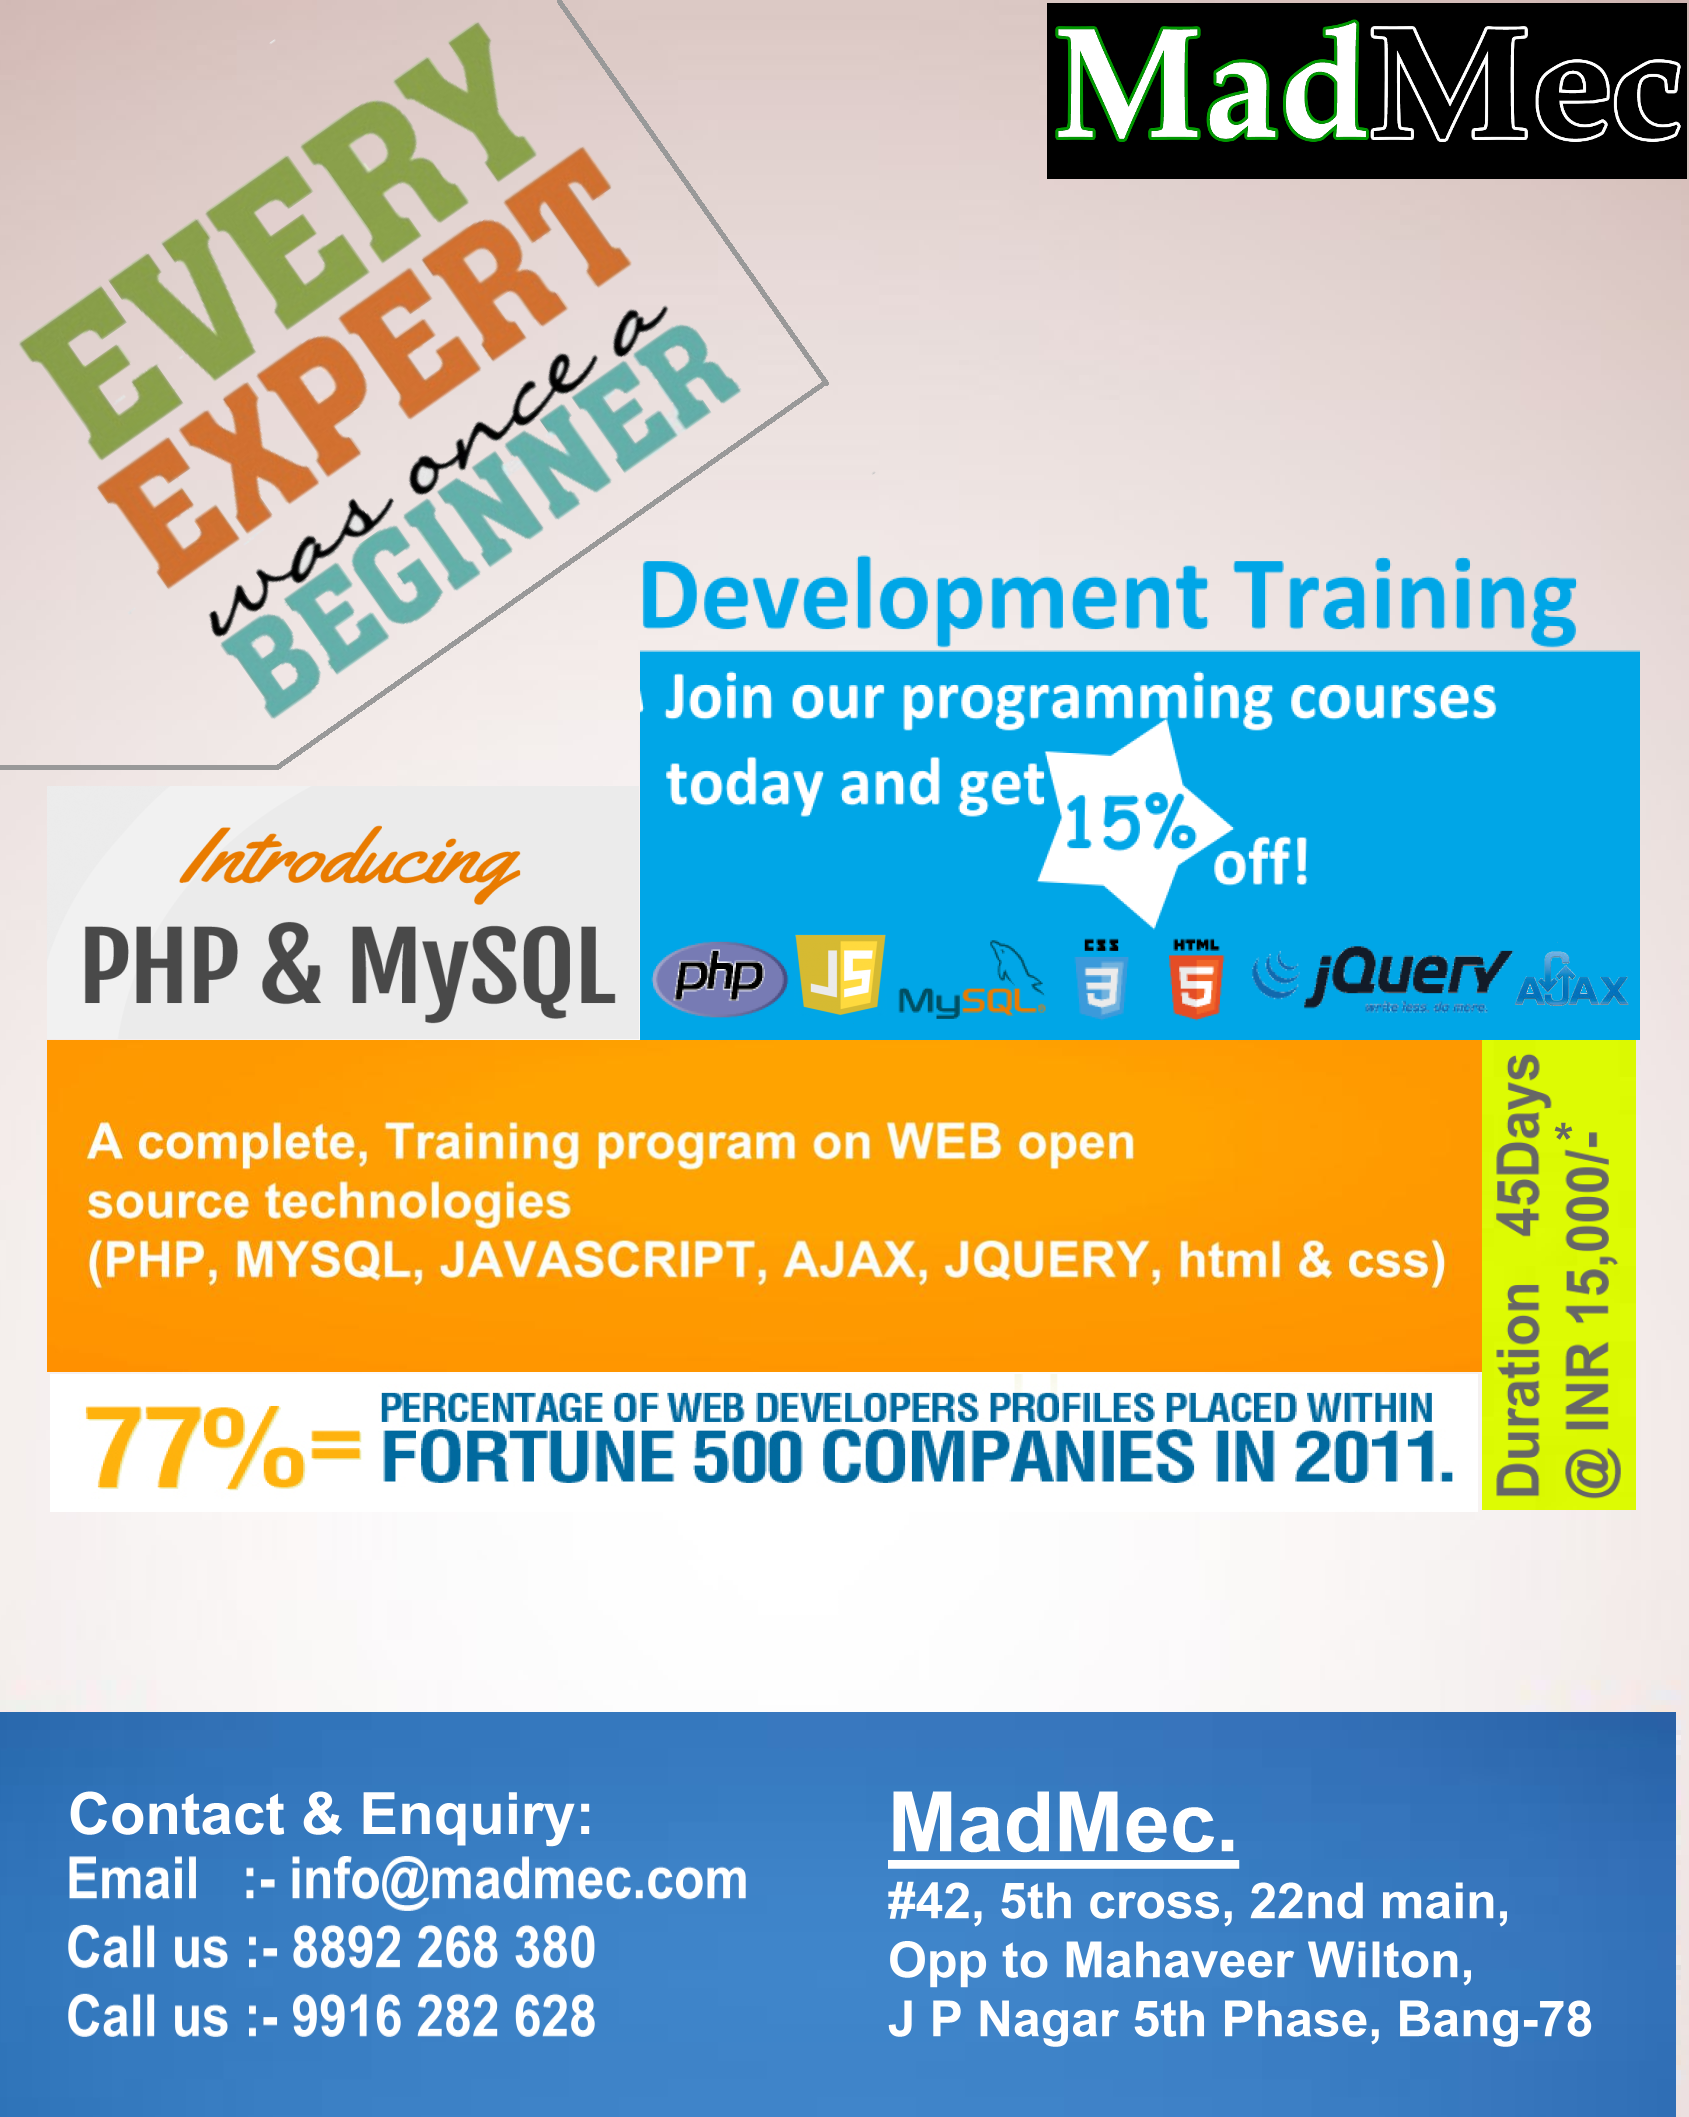 MadMec
EVERY
EXPERT
was once a
BEGINNER
Development Training
Join our programming courses
today and get 15% off!
Introducing
PHP & MySQL
php JS MySQL CSS 3 HTML 5 jQuery write less, do more. AJAX
A complete, Training program on WEB open
source technologies
(PHP, MYSQL, JAVASCRIPT, AJAX, JQUERY, html & css)
Duration 45Days
@ INR 15,000/*-
77%= PERCENTAGE OF WEB DEVELOPERS PROFILES PLACED WITHIN
FORTUNE 500 COMPANIES IN 2011.
Contact & Enquiry:
Email :- info@madmec.com
Call us :- 8892 268 380
Call us :- 9916 282 628
MadMec.
#42, 5th cross, 22nd main,
Opp to Mahaveer Wilton,
J P Nagar 5th Phase, Bang-78